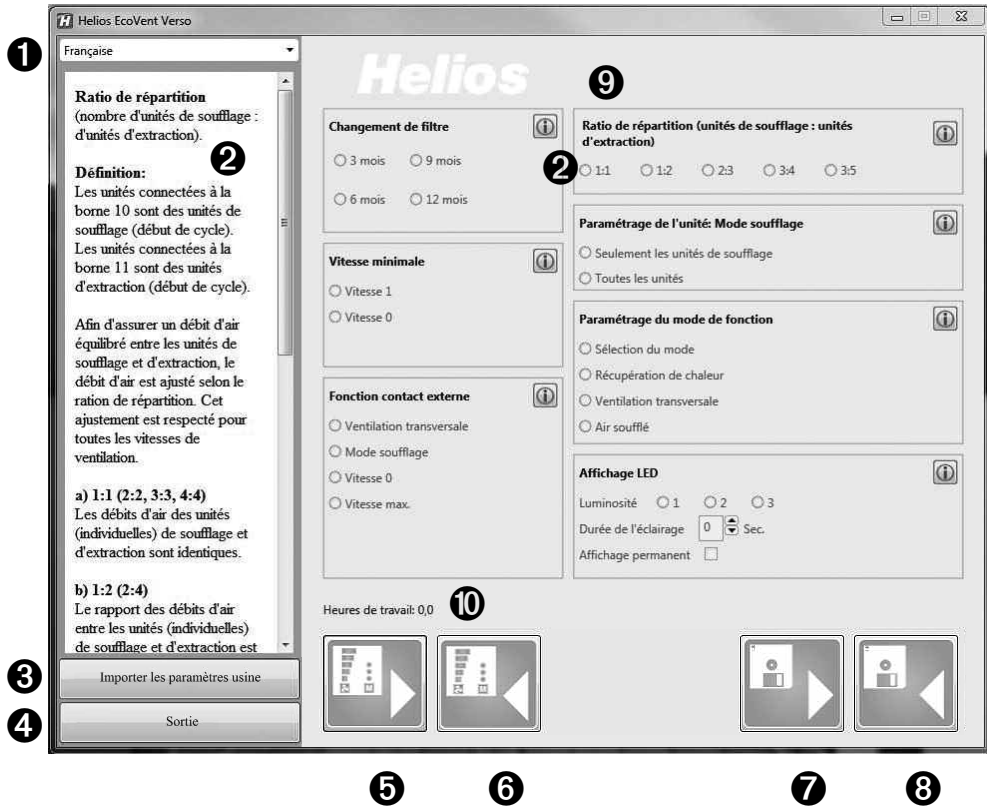 Helios EcoVent Verso
❶
Française
Ratio de répartition
(nombre d'unités de soufflage :
d'unités d'extraction).
❷
Définition:
Les unités connectées à la
borne 10 sont des unités de
soufflage (début de cycle).
Les unités connectées à la
borne 11 sont des unités
d'extraction (début de cycle).
Afin d'assurer un débit d'air
équilibré entre les unités de
soufflage et d'extraction, le
débit d'air est ajusté selon le
ration de répartition. Cet
ajustement est respecté pour
toutes les vitesses de
ventilation.
a) 1:1 (2:2, 3:3, 4:4)
Les débits d'air des unités
(individuelles) de soufflage et
d'extraction sont identiques.
b) 1:2 (2:4)
Le rapport des débits d'air
entre les unités (individuelles)
de soufflage et d'extraction est
❸
Importer les paramètres usine
❹
Sortie
Helios
❾
Changement de filtre
3 mois 9 mois
6 mois 12 mois
Vitesse minimale
Vitesse 1
Vitesse 0
Fonction contact externe
Ventilation transversale
Mode soufflage
Vitesse 0
Vitesse max.
Ratio de répartition (unités de soufflage : unités
d'extraction)
❷ 1:1 1:2 2:3 3:4 3:5
Paramétrage de l'unité: Mode soufflage
Seulement les unités de soufflage
Toutes les unités
Paramétrage du mode de fonction
Sélection du mode
Récupération de chaleur
Ventilation transversale
Air soufflé
Affichage LED
Luminosité 1 2 3
Durée de l'éclairage 0 Sec.
Affichage permanent
Heures de travail: 0,0 ❿
M M
❺ ❻ ❼ ❽